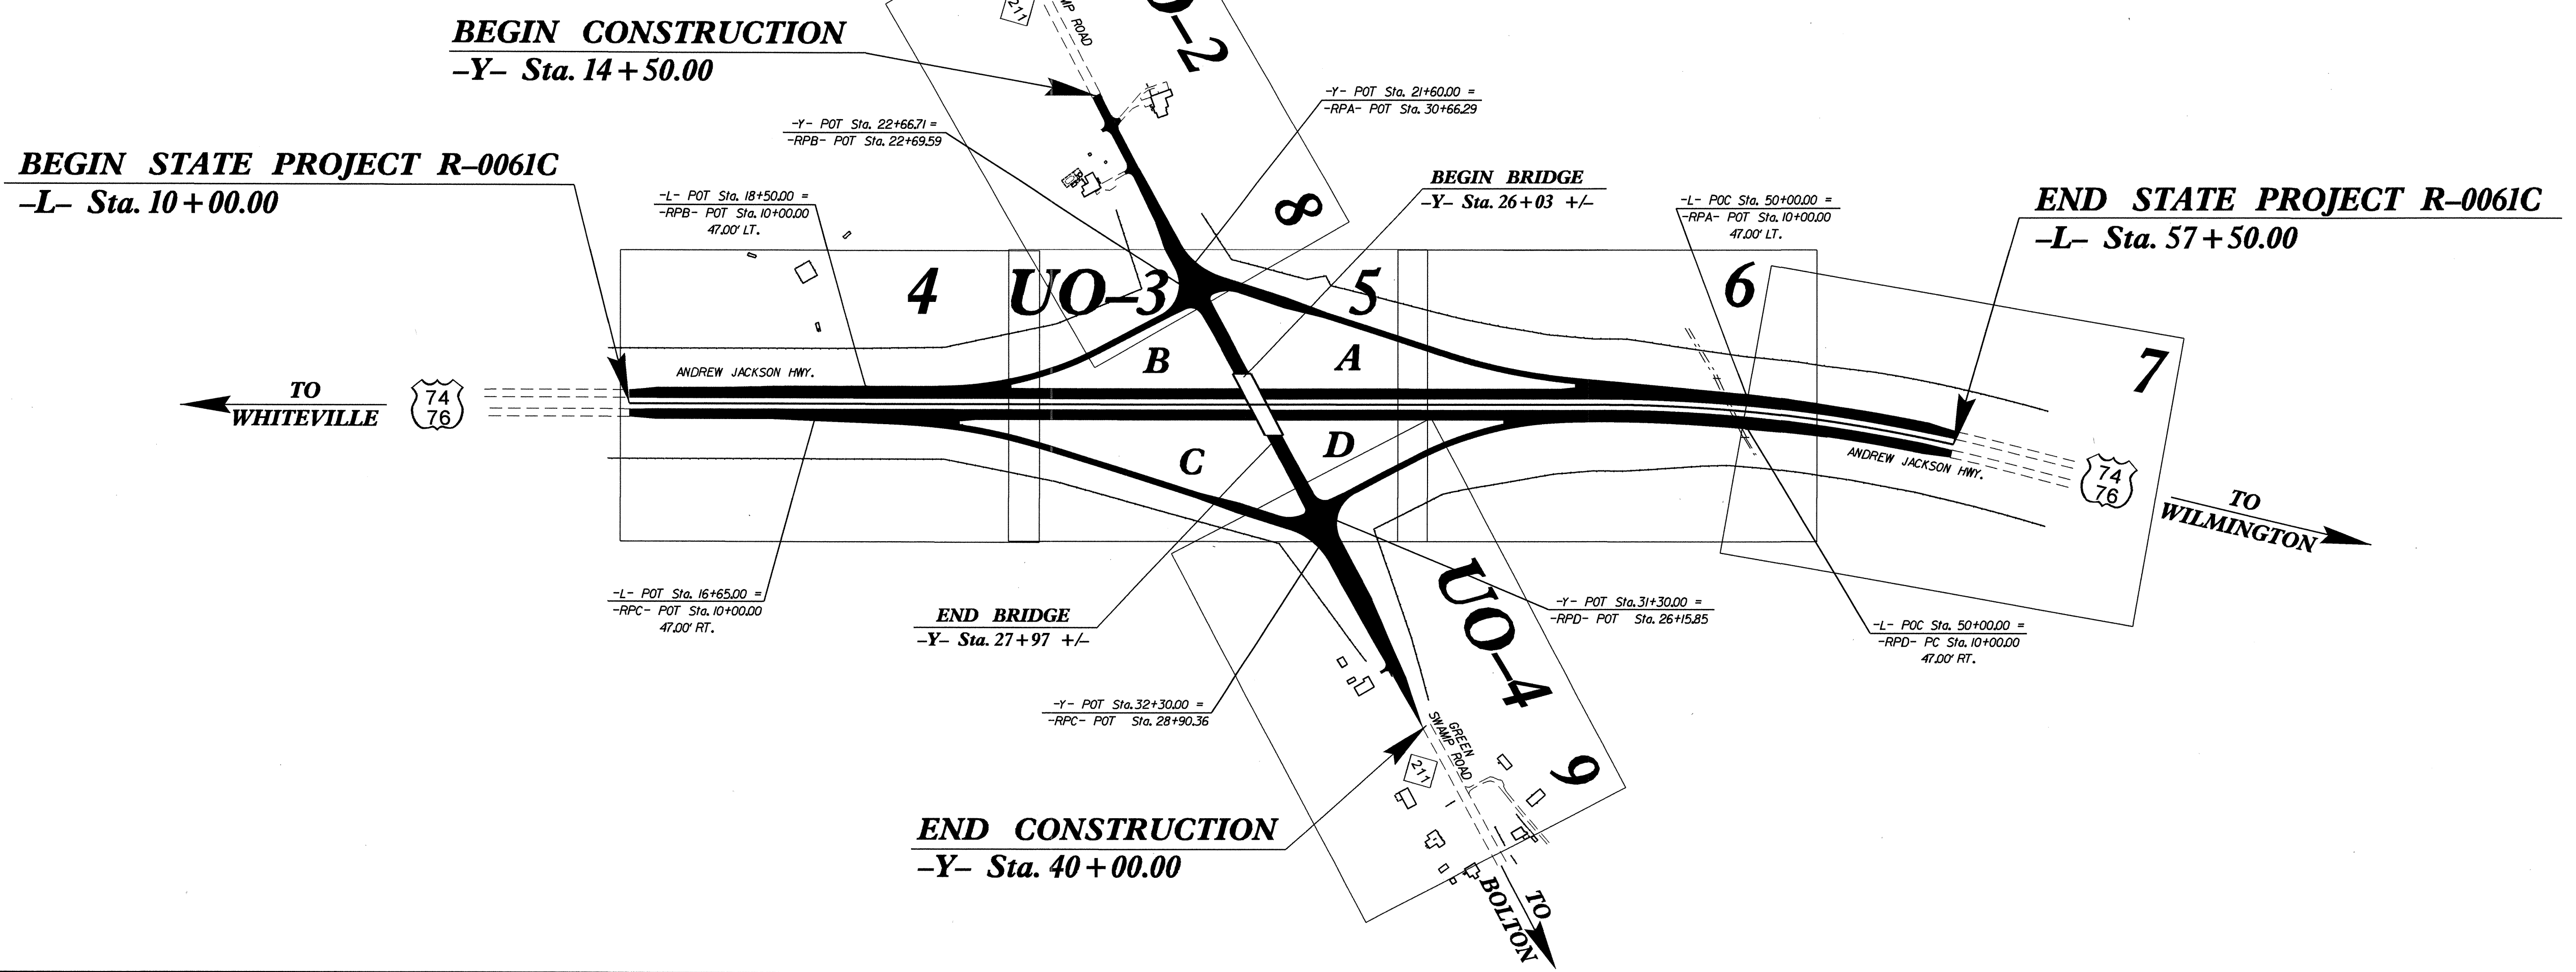 211
MP ROAD
O–2
BEGIN CONSTRUCTION
–Y– Sta. 14+50.00
-Y- POT Sta. 21+60.00 =
-RPA- POT Sta. 30+66.29
-Y- POT Sta. 22+66.71 =
-RPB- POT Sta. 22+69.59
BEGIN STATE PROJECT R–0061C
–L– Sta. 10+00.00
-L- POT Sta. 18+50.00 =
-RPB- POT Sta. 10+00.00
47.00' LT.
BEGIN BRIDGE
–Y– Sta. 26+03 +/–
8
-L- POC Sta. 50+00.00 =
-RPA- POT Sta. 10+00.00
47.00' LT.
END STATE PROJECT R–0061C
–L– Sta. 57+50.00
4
UO–3
5
6
7
B
A
ANDREW JACKSON HWY.
TO
WHITEVILLE
74
76
C
D
ANDREW JACKSON HWY.
74
76
TO
WILMINGTON
-L- POT Sta. 16+65.00 =
-RPC- POT Sta. 10+00.00
47.00' RT.
END BRIDGE
–Y– Sta. 27+97 +/–
UO–4
-Y- POT Sta. 31+30.00 =
-RPD- POT Sta. 26+15.85
-L- POC Sta. 50+00.00 =
-RPD- PC Sta. 10+00.00
47.00' RT.
-Y- POT Sta. 32+30.00 =
-RPC- POT Sta. 28+90.36
GREEN
SWAMP ROAD
211
9
END CONSTRUCTION
–Y– Sta. 40+00.00
TO
BOLTON